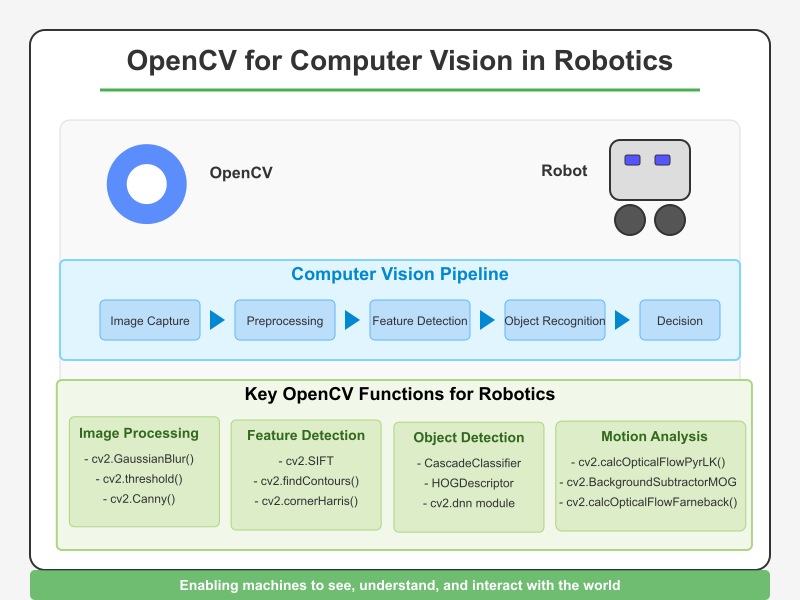 OpenCV for Computer Vision in Robotics
OpenCV
Robot
Computer Vision Pipeline
Image Capture
Preprocessing
Feature Detection
Object Recognition
Decision
Key OpenCV Functions for Robotics
Image Processing
- cv2.GaussianBlur()
- cv2.threshold()
- cv2.Canny()
Feature Detection
- cv2.SIFT
- cv2.findContours()
- cv2.cornerHarris()
Object Detection
- CascadeClassifier
- HOGDescriptor
- cv2.dnn module
Motion Analysis
- cv2.calcOpticalFlowPyrLK()
- cv2.BackgroundSubtractorMOG
- cv2.calcOpticalFlowFarneback()
Enabling machines to see, understand, and interact with the world